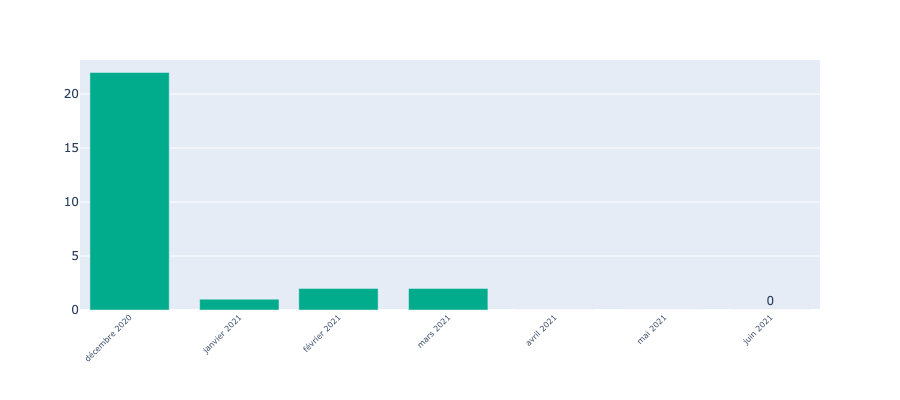 20
15
10
5
0
0
décembre 2020
janvier 2021
février 2021
mars 2021
avril 2021
mai 2021
juin 2021